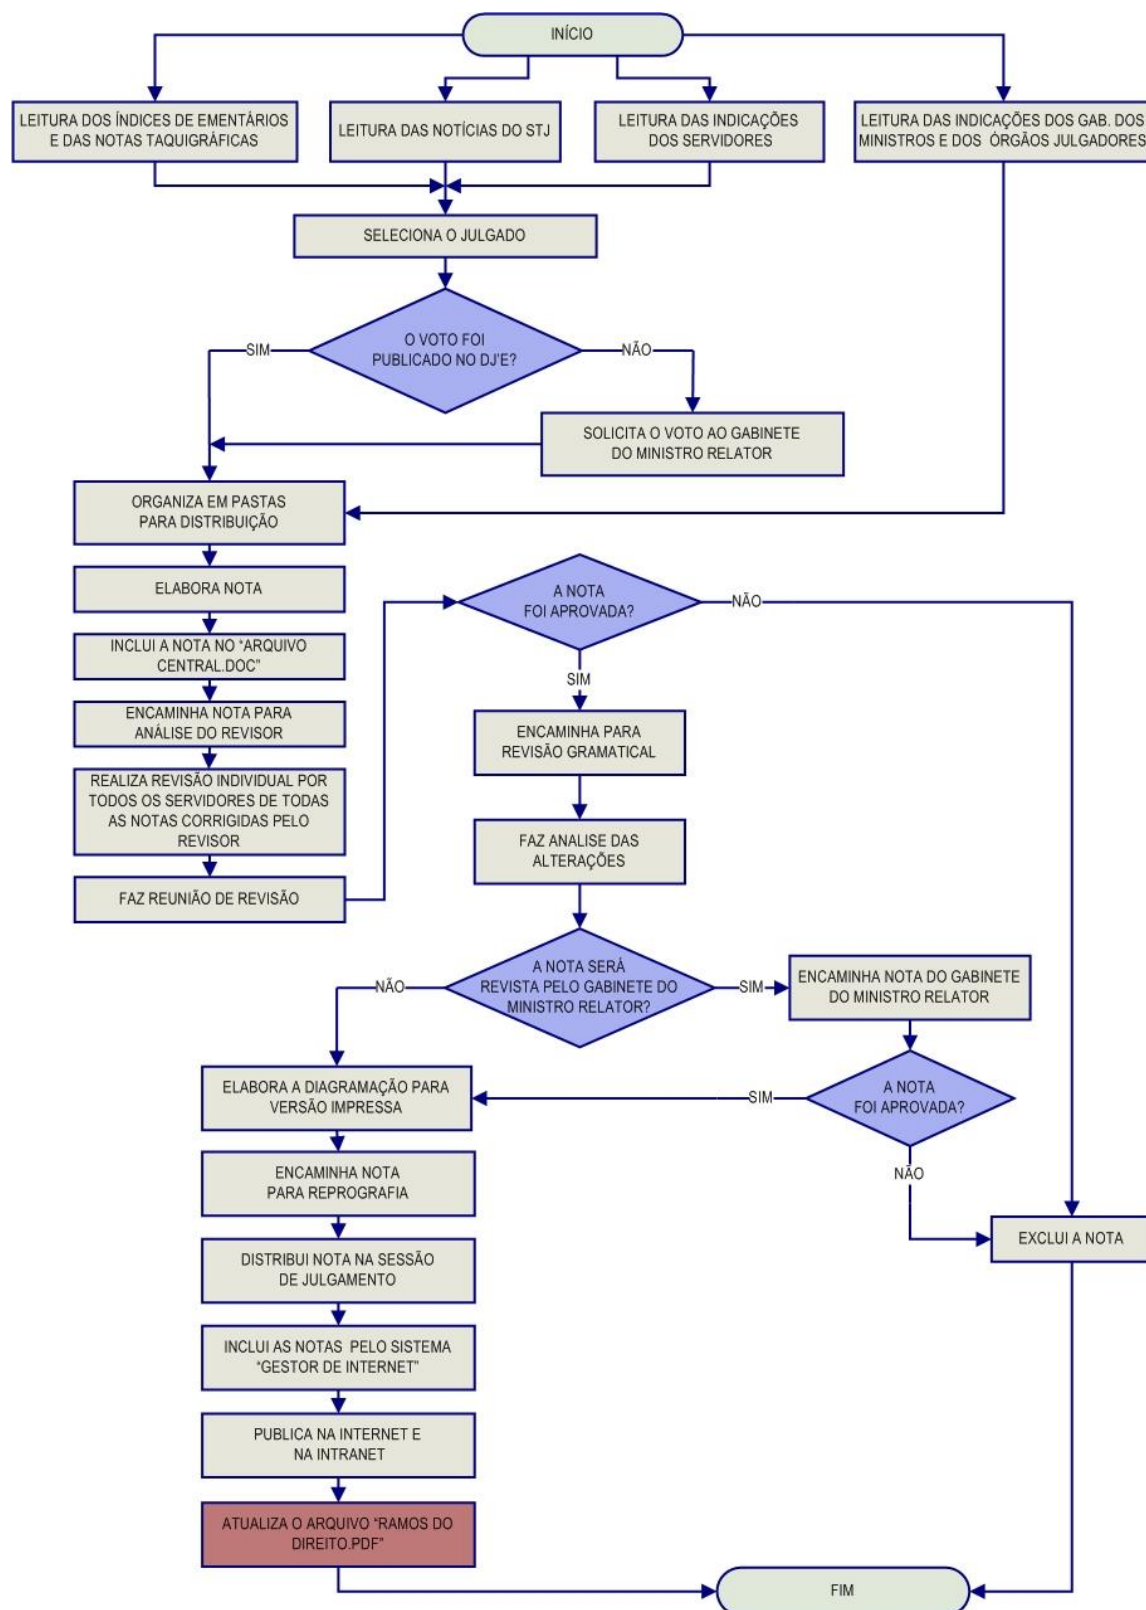 INÍCIO
LEITURA DOS ÍNDICES DE EMENTÁRIOS
E DAS NOTAS TAQUIGRÁFICAS
LEITURA DAS NOTÍCIAS DO STJ
LEITURA DAS INDICAÇÕES
DOS SERVIDORES
LEITURA DAS INDICAÇÕES DOS GAB. DOS
MINISTROS E DOS ÓRGÃOS JULGADORES
SELECIONA O JULGADO
O VOTO FOI
PUBLICADO NO DJ'E?
SIM
NÃO
SOLICITA O VOTO AO GABINETE
DO MINISTRO RELATOR
ORGANIZA EM PASTAS
PARA DISTRIBUIÇÃO
ELABORA NOTA
INCLUI A NOTA NO “ARQUIVO
CENTRAL.DOC”
ENCAMINHA NOTA PARA
ANÁLISE DO REVISOR
REALIZA REVISÃO INDIVIDUAL POR
TODOS OS SERVIDORES DE TODAS
AS NOTAS CORRIGIDAS PELO
REVISOR
FAZ REUNIÃO DE REVISÃO
A NOTA
FOI APROVADA?
NÃO
SIM
ENCAMINHA PARA
REVISÃO GRAMATICAL
FAZ ANALISE DAS
ALTERAÇÕES
A NOTA SERÁ
REVISTA PELO GABINETE DO
MINISTRO RELATOR?
NÃO
SIM
ENCAMINHA NOTA DO GABINETE
DO MINISTRO RELATOR
A NOTA
FOI APROVADA?
SIM
NÃO
ELABORA A DIAGRAMAÇÃO PARA
VERSÃO IMPRESSA
ENCAMINHA NOTA
PARA REPROGRAFIA
EXCLUI A NOTA
DISTRIBUI NOTA NA SESSÃO
DE JULGAMENTO
INCLUI AS NOTAS PELO SISTEMA
“GESTOR DE INTERNET”
PUBLICA NA INTERNET E
NA INTRANET
ATUALIZA O ARQUIVO “RAMOS DO
DIREITO.PDF”
FIM